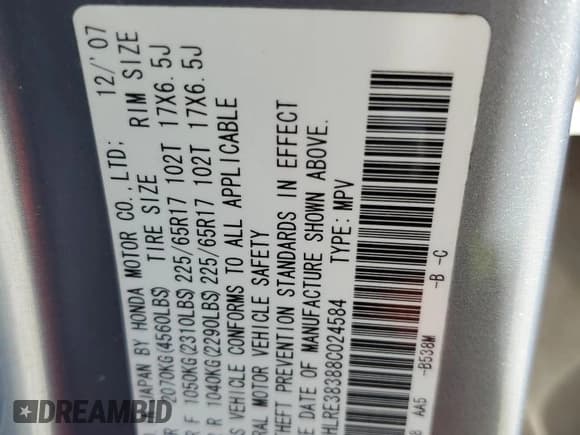 JAPAN BY HONDA MOTOR CO.,LTD; 12/'07
2070KG(4560LBS) TIRE SIZE RIM SIZE
F 1050KG(2310LBS) 225/65R17 102T 17X6.5J
R 1040KG(2290LBS) 225/65R17 102T 17X6.5J
VEHICLE CONFORMS TO ALL APPLICABLE
MOTOR VEHICLE SAFETY
PREVENTION STANDARDS IN EFFECT
DATE OF MANUFACTURE SHOWN ABOVE.
HLRE38388C024584 TYPE: MPV
AA5 -B538M -B -C
DREAMBID